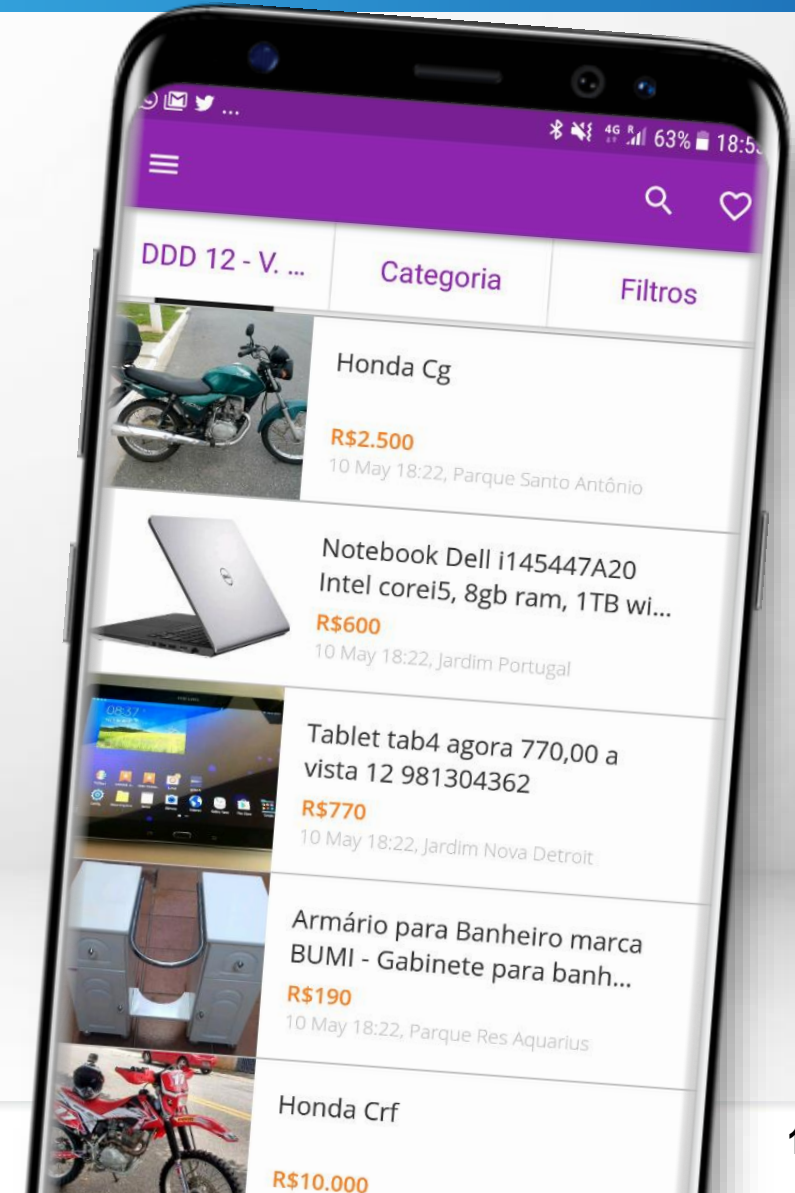 ...
4G R 63%
DDD 12 - V. ...
Categoria
Filtros
Honda Cg
R$2.500
10 May 18:22, Parque Santo Antônio
Notebook Dell i145447A20
Intel corei5, 8gb ram, 1TB wi...
R$600
10 May 18:22, Jardim Portugal
08:37
Tablet tab4 agora 770,00 a
vista 12 981304362
R$770
10 May 18:22, Jardim Nova Detroit
Armário para Banheiro marca
BUMI - Gabinete para banh...
R$190
10 May 18:22, Parque Res Aquarius
Honda Crf
R$10.000